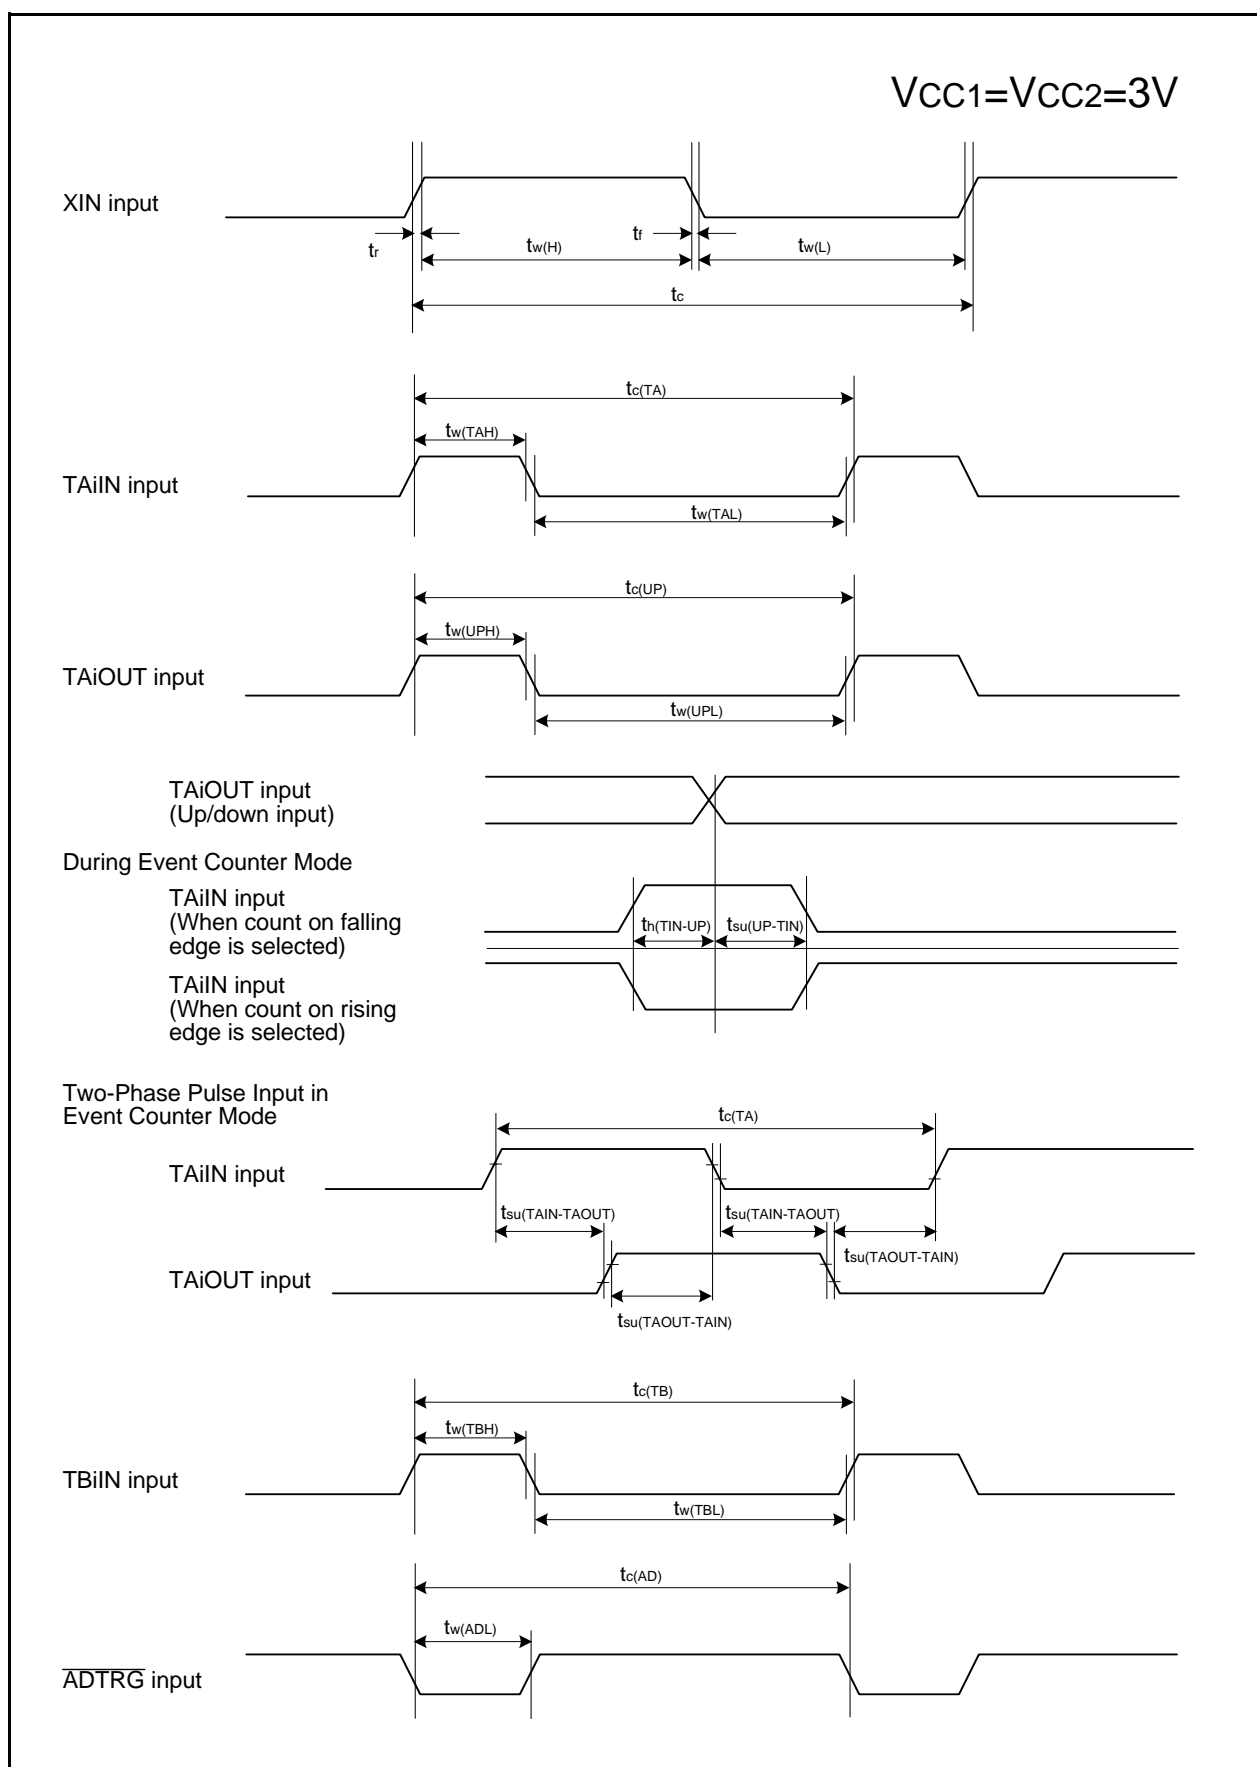 VCC1=VCC2=3V
XIN input
tr
tw(H)
tf
tw(L)
tc
tc(TA)
tw(TAH)
TAiIN input
tw(TAL)
tc(UP)
tw(UPH)
TAiOUT input
tw(UPL)
TAiOUT input
(Up/down input)
During Event Counter Mode
TAiIN input
(When count on falling
edge is selected)
th(TIN-UP)
tsu(UP-TIN)
TAiIN input
(When count on rising
edge is selected)
Two-Phase Pulse Input in
Event Counter Mode
tc(TA)
TAiIN input
tsu(TAIN-TAOUT)
tsu(TAIN-TAOUT)
tsu(TAOUT-TAIN)
TAiOUT input
tsu(TAOUT-TAIN)
tc(TB)
tw(TBH)
TBiIN input
tw(TBL)
tc(AD)
tw(ADL)
ADTRG input